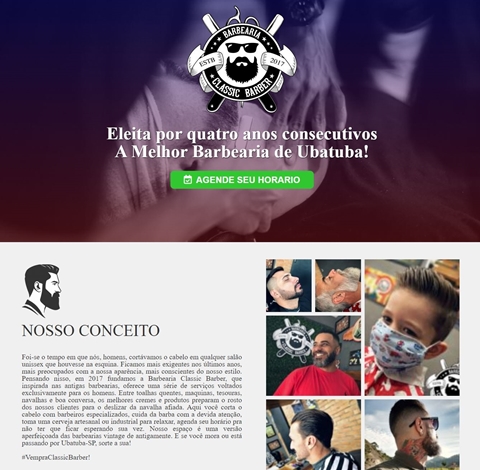 BARBEARIA
ESTB 2017
CLASSIC BARBER
Eleita por quatro anos consecutivos
A Melhor Barbearia de Ubatuba!
AGENDE SEU HORARIO
NOSSO CONCEITO
Foi-se o tempo em que nós, homens, cortávamos o cabelo em qualquer salão
unissex que houvesse na esquina. Ficamos mais exigentes nos últimos anos,
mais preocupados com a nossa aparência, mais conscientes do nosso estilo.
Pensando nisso, em 2017 fundamos a Barbearia Classic Barber, que
inspirada nas antigas barbearias, oferece uma série de serviços voltados
exclusivamente para os homens. Entre toalhas quentes, maquinas, tesouras,
navalhas e boa conversa, os melhores cremes e produtos preparam o rosto
dos nossos clientes para o deslizar da navalha afiada. Aqui você corta o
cabelo com barbeiros especializados, cuida da barba com a devida atenção,
toma uma cerveja artesanal ou industrial para relaxar, agenda seu horário pra
não ter que ficar esperando sua vez. Nosso espaço é uma versão
aperfeiçoada das barbearias vintage de antigamente. E se você mora ou está
passando por Ubatuba-SP, sorte a sua!
#VempraClassicBarber!